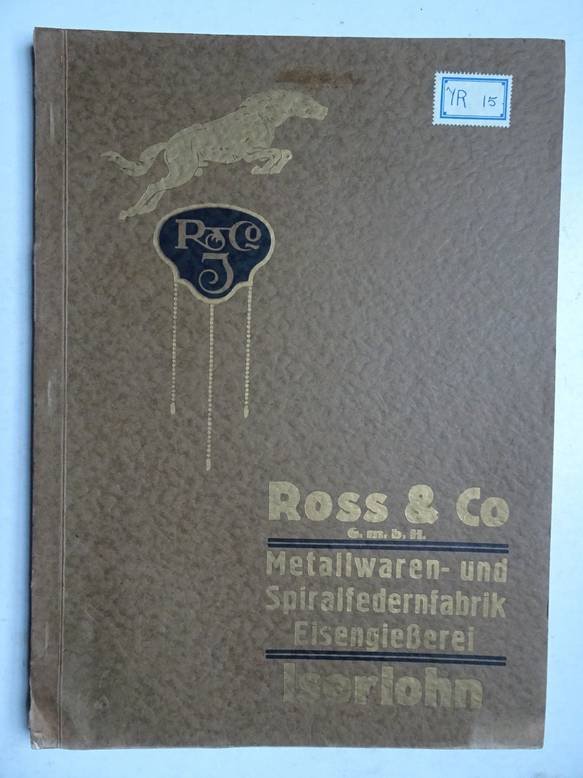 YR 15.
R & Co
J
Ross & Co
G.m.b.H.
Metallwaren- und
Spiralfedernfabrik
Eisengießerei
Iserlohn